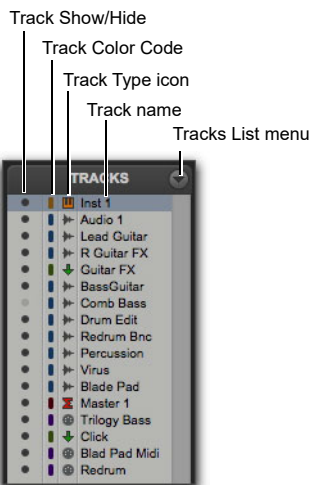 Track Show/Hide
Track Color Code
Track Type icon
Track name
Tracks List menu
TRACKS
Inst 1
Audio 1
Lead Guitar
R Guitar FX
Guitar FX
BassGuitar
Comb Bass
Drum Edit
Redrum Bnc
Percussion
Virus
Blade Pad
Master 1
Trilogy Bass
Click
Blad Pad Midi
Redrum